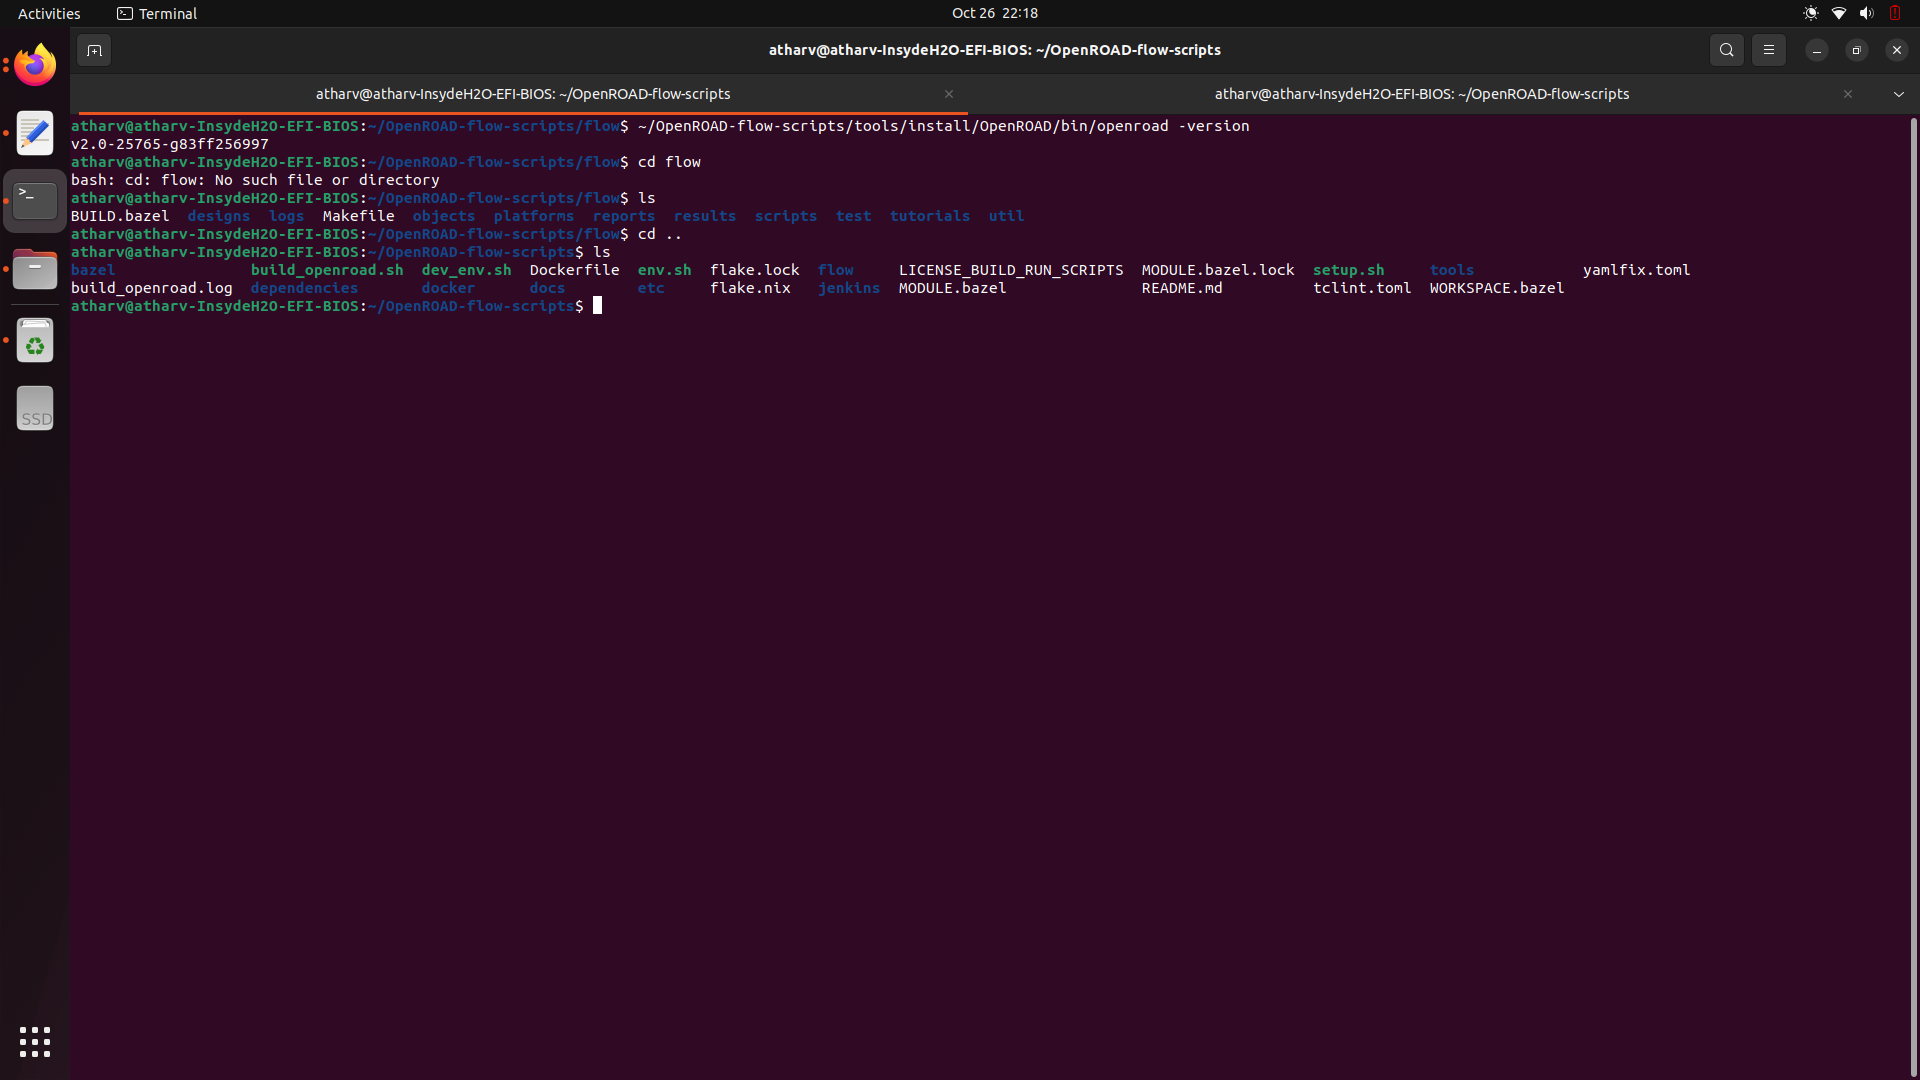 Activities Terminal Oct 26 22:18
atharv@atharv-InsydeH2O-EFI-BIOS: ~/OpenROAD-flow-scripts
atharv@atharv-InsydeH2O-EFI-BIOS: ~/OpenROAD-flow-scripts atharv@atharv-InsydeH2O-EFI-BIOS: ~/OpenROAD-flow-scripts
atharv@atharv-InsydeH2O-EFI-BIOS:~/OpenROAD-flow-scripts/flow$ ~/OpenROAD-flow-scripts/tools/install/OpenROAD/bin/openroad -version
v2.0-25765-g83ff256997
atharv@atharv-InsydeH2O-EFI-BIOS:~/OpenROAD-flow-scripts/flow$ cd flow
bash: cd: flow: No such file or directory
atharv@atharv-InsydeH2O-EFI-BIOS:~/OpenROAD-flow-scripts/flow$ ls
BUILD.bazel designs logs Makefile objects platforms reports results scripts test tutorials util
atharv@atharv-InsydeH2O-EFI-BIOS:~/OpenROAD-flow-scripts/flow$ cd ..
atharv@atharv-InsydeH2O-EFI-BIOS:~/OpenROAD-flow-scripts$ ls
bazel build_openroad.sh dev_env.sh Dockerfile env.sh flake.lock flow LICENSE_BUILD_RUN_SCRIPTS MODULE.bazel.lock setup.sh tools yamlfix.toml
build_openroad.log dependencies docker docs etc flake.nix jenkins MODULE.bazel README.md tclint.toml WORKSPACE.bazel
atharv@atharv-InsydeH2O-EFI-BIOS:~/OpenROAD-flow-scripts$
SSD